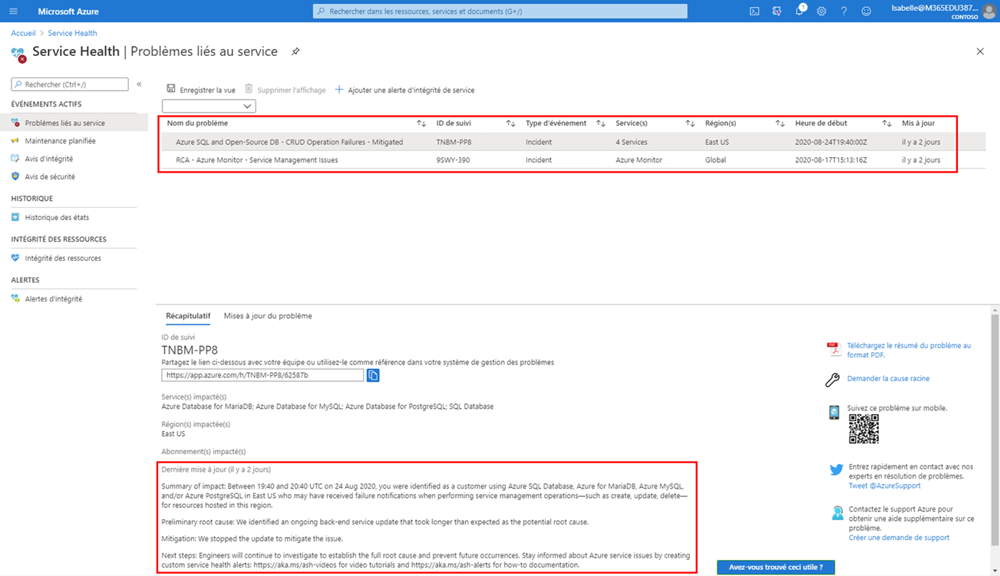 Microsoft Azure
Rechercher dans les ressources, services et documents (G+/)
1
Isabelle@M365EDU387...
CONTOSO
Accueil > Service Health
Service Health | Problèmes liés au service
Rechercher (Ctrl+/)
«
ÉVÉNEMENTS ACTIFS
Problèmes liés au service
Maintenance planifiée
Avis d'intégrité
Avis de sécurité
HISTORIQUE
Historique des états
INTÉGRITÉ DES RESSOURCES
Intégrité des ressources
ALERTES
Alertes d'intégrité
Enregistrer la vue Supprimer l'affichage Ajouter une alerte d'intégrité de service
Nom du problème ID de suivi Type d'événement Service(s) Région(s) Heure de début Mis à jour
Azure SQL and Open-Source DB - CRUD Operation Failures - Mitigated TNBM-PP8 Incident 4 Services East US 2020-08-24T19:40:00Z il y a 2 jours
RCA - Azure Monitor - Service Management Issues 9SWY-390 Incident Azure Monitor Global 2020-08-17T15:13:16Z il y a 2 jours
Récapitulatif Mises à jour du problème
ID de suivi
TNBM-PP8
Partagez le lien ci-dessous avec votre équipe ou utilisez-le comme référence dans votre système de gestion des problèmes
https://app.azure.com/h/TNBM-PP8/62587b
Service(s) impacté(s)
Azure Database for MariaDB; Azure Database for MySQL; Azure Database for PostgreSQL; SQL Database
Région(s) impactée(s)
East US
Abonnement(s) impacté(s)
Dernière mise à jour (il y a 2 jours)
Summary of impact: Between 19:40 and 20:40 UTC on 24 Aug 2020, you were identified as a customer using Azure SQL Database, Azure for MariaDB, Azure MySQL,
and/or Azure PostgreSQL in East US who may have received failure notifications when performing service management operations—such as create, update, delete—
for resources hosted in this region.
Preliminary root cause: We identified an ongoing back-end service update that took longer than expected as the potential root cause.
Mitigation: We stopped the update to mitigate the issue.
Next steps: Engineers will continue to investigate to establish the full root cause and prevent future occurrences. Stay informed about Azure service issues by creating
custom service health alerts: https://aka.ms/ash-videos for video tutorials and https://aka.ms/ash-alerts for how-to documentation.
PDF
Téléchargez le résumé du problème au
format PDF.
Demander la cause racine
Suivez ce problème sur mobile.
Entrez rapidement en contact avec nos
experts en résolution de problèmes.
Tweet @AzureSupport
Contactez le support Azure pour
obtenir une aide supplémentaire sur ce
problème.
Créer une demande de support
Avez-vous trouvé ceci utile ?